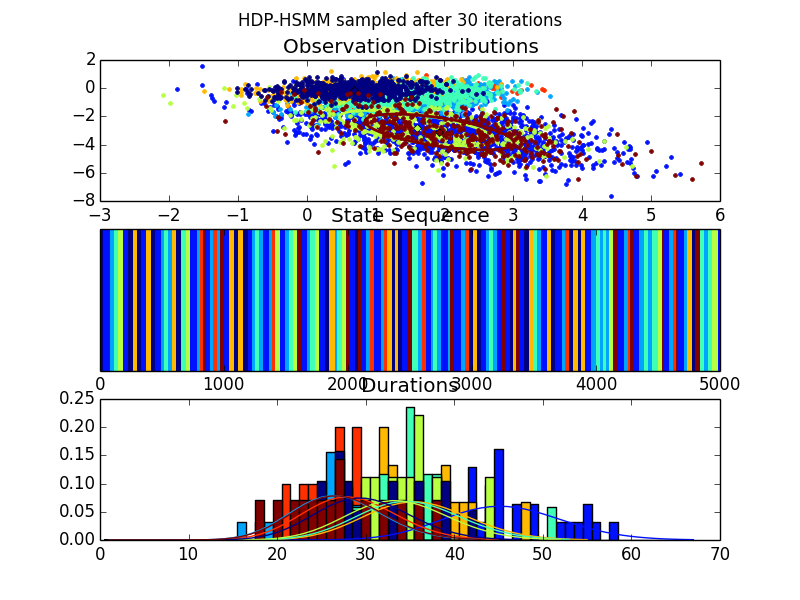 HDP-HSMM sampled after 30 iterations
Observation Distributions
2
0
−2
−4
−6
−8
−3 −2 −1 0 1 2 3 4 5 6
State Sequence
0 1000 2000 3000 4000 5000
Durations
0.25
0.20
0.15
0.10
0.05
0.00
0 10 20 30 40 50 60 70